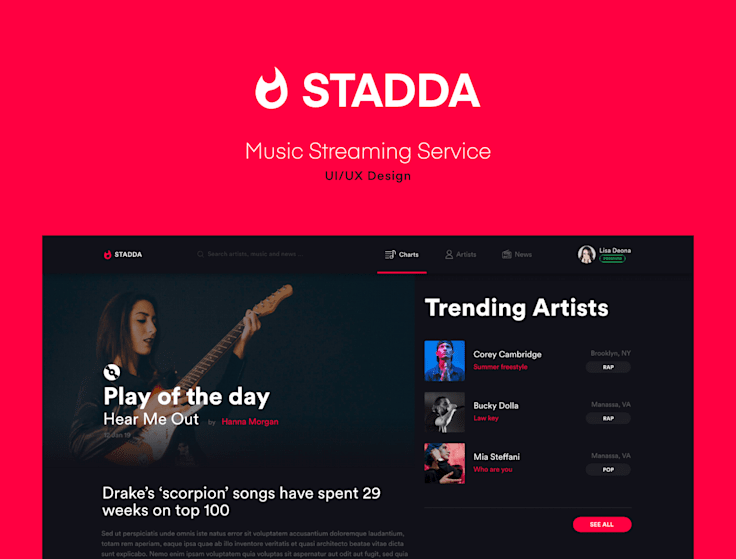 STADDA
Music Streaming Service
UI/UX Design
STADDA
Search artists, music and news ...
Charts
Artists
News
Lisa Deona
PREMIUM
Play of the day
Hear Me Out by Hanna Morgan
12 Jan 19
Trending Artists
Corey Cambridge
Brooklyn, NY
Summer freestyle
RAP
Bucky Dolla
Manassa, VA
Law key
RAP
Mia Steffani
Manassa, VA
Who are you
POP
SEE ALL
Drake’s ‘scorpion’ songs have spent 29
weeks on top 100
Sed ut perspiciatis unde omnis iste natus error sit voluptatem accusantium doloremque laudantium,
totam rem aperiam, eaque ipsa quae ab illo inventore veritatis et quasi architecto beatae vitae dicta
sunt explicabo. Nemo enim ipsam voluptatem quia voluptas sit aspernatur aut odit aut fugit, sed quia